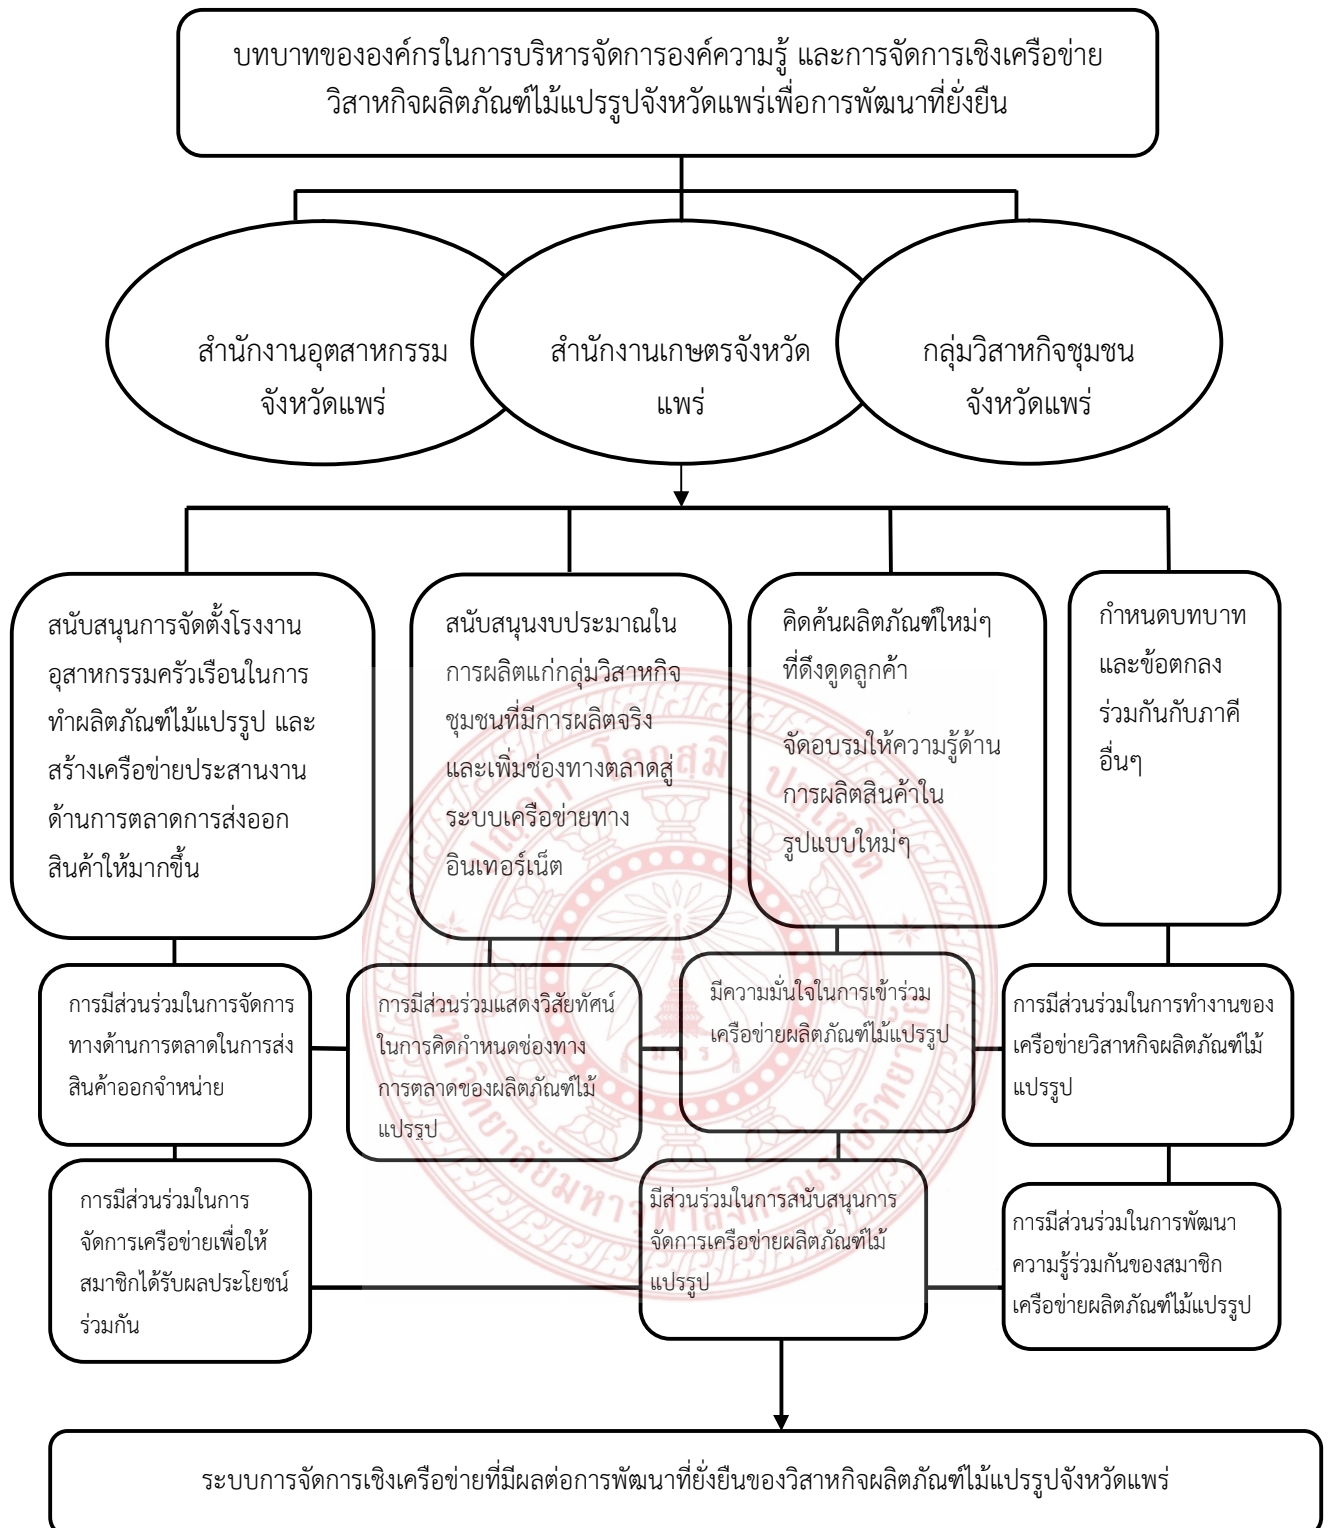 บทบาทขององค์กรในการบริหารจัดการองค์ความรู้ และการจัดการเชิงเครือข่าย
วิสาหกิจผลิตภัณฑ์ไม้แปรรูปจังหวัดแพร่เพื่อการพัฒนาที่ยั่งยืน
สำนักงานอุตสาหกรรม
จังหวัดแพร่
สำนักงานเกษตรจังหวัด
แพร่
กลุ่มวิสาหกิจชุมชน
จังหวัดแพร่
สนับสนุนการจัดตั้งโรงงาน
อุสาหกรรมครัวเรือนในการ
ทำผลิตภัณฑ์ไม้แปรรูป และ
สร้างเครือข่ายประสานงาน
ด้านการตลาดการส่งออก
สินค้าให้มากขึ้น
สนับสนุนงบประมาณใน
การผลิตแก่กลุ่มวิสาหกิจ
ชุมชนที่มีการผลิตจริง
และเพิ่มช่องทางตลาดสู่
ระบบเครือข่ายทาง
อินเทอร์เน็ต
คิดค้นผลิตภัณฑ์ใหม่ๆ
ที่ดึงดูดลูกค้า
จัดอบรมให้ความรู้ด้าน
การผลิตสินค้าใน
รูปแบบใหม่ๆ
กำหนดบทบาท
และข้อตกลง
ร่วมกันกับภาคี
อื่นๆ
การมีส่วนร่วมในการจัดการ
ทางด้านการตลาดในการส่ง
สินค้าออกจำหน่าย
การมีส่วนร่วมแสดงวิสัยทัศน์
ในการคิดกำหนดช่องทาง
การตลาดของผลิตภัณฑ์ไม้
แปรรูป
มีความมั่นใจในการเข้าร่วม
เครือข่ายผลิตภัณฑ์ไม้แปรรูป
การมีส่วนร่วมในการทำงานของ
เครือข่ายวิสาหกิจผลิตภัณฑ์ไม้
แปรรูป
การมีส่วนร่วมในการ
จัดการเครือข่ายเพื่อให้
สมาชิกได้รับผลประโยชน์
ร่วมกัน
มีส่วนร่วมในการสนับสนุนการ
จัดการเครือข่ายผลิตภัณฑ์ไม้
แปรรูป
การมีส่วนร่วมในการพัฒนา
ความรู้ร่วมกันของสมาชิก
เครือข่ายผลิตภัณฑ์ไม้แปรรูป
ระบบการจัดการเชิงเครือข่ายที่มีผลต่อการพัฒนาที่ยั่งยืนของวิสาหกิจผลิตภัณฑ์ไม้แปรรูปจังหวัดแพร่
ปญฺญา โลกสฺมิ ปชฺโชโต
มหาวิทยาลัยมหาจุฬาลงกรณราชวิทยาลัย